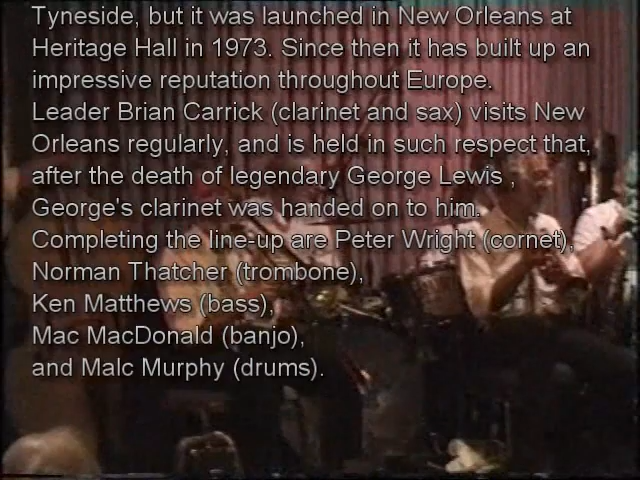 Tyneside, but it was launched in New Orleans at
Heritage Hall in 1973. Since then it has built up an
impressive reputation throughout Europe.
Leader Brian Carrick (clarinet and sax) visits New
Orleans regularly, and is held in such respect that,
after the death of legendary George Lewis ,
George's clarinet was handed on to him.
Completing the line-up are Peter Wright (cornet),
Norman Thatcher (trombone),
Ken Matthews (bass),
Mac MacDonald (banjo),
and Malc Murphy (drums).